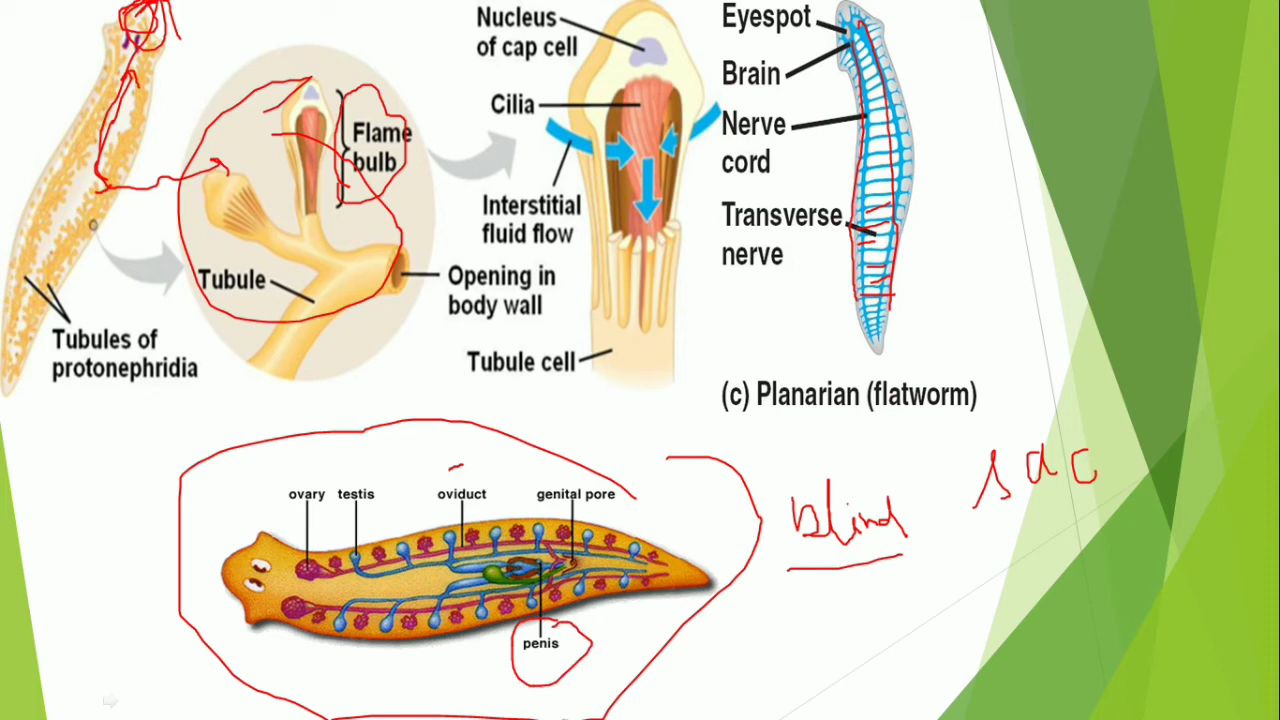 Nucleus
of cap cell
Cilia
Flame
bulb
Interstitial
fluid flow
Tubule
Opening in
body wall
Tubules of
protonephridia
Tubule cell
Eyespot
Brain
Nerve
cord
Transverse
nerve
(c) Planarian (flatworm)
ovary testis oviduct genital pore
penis
blind sac